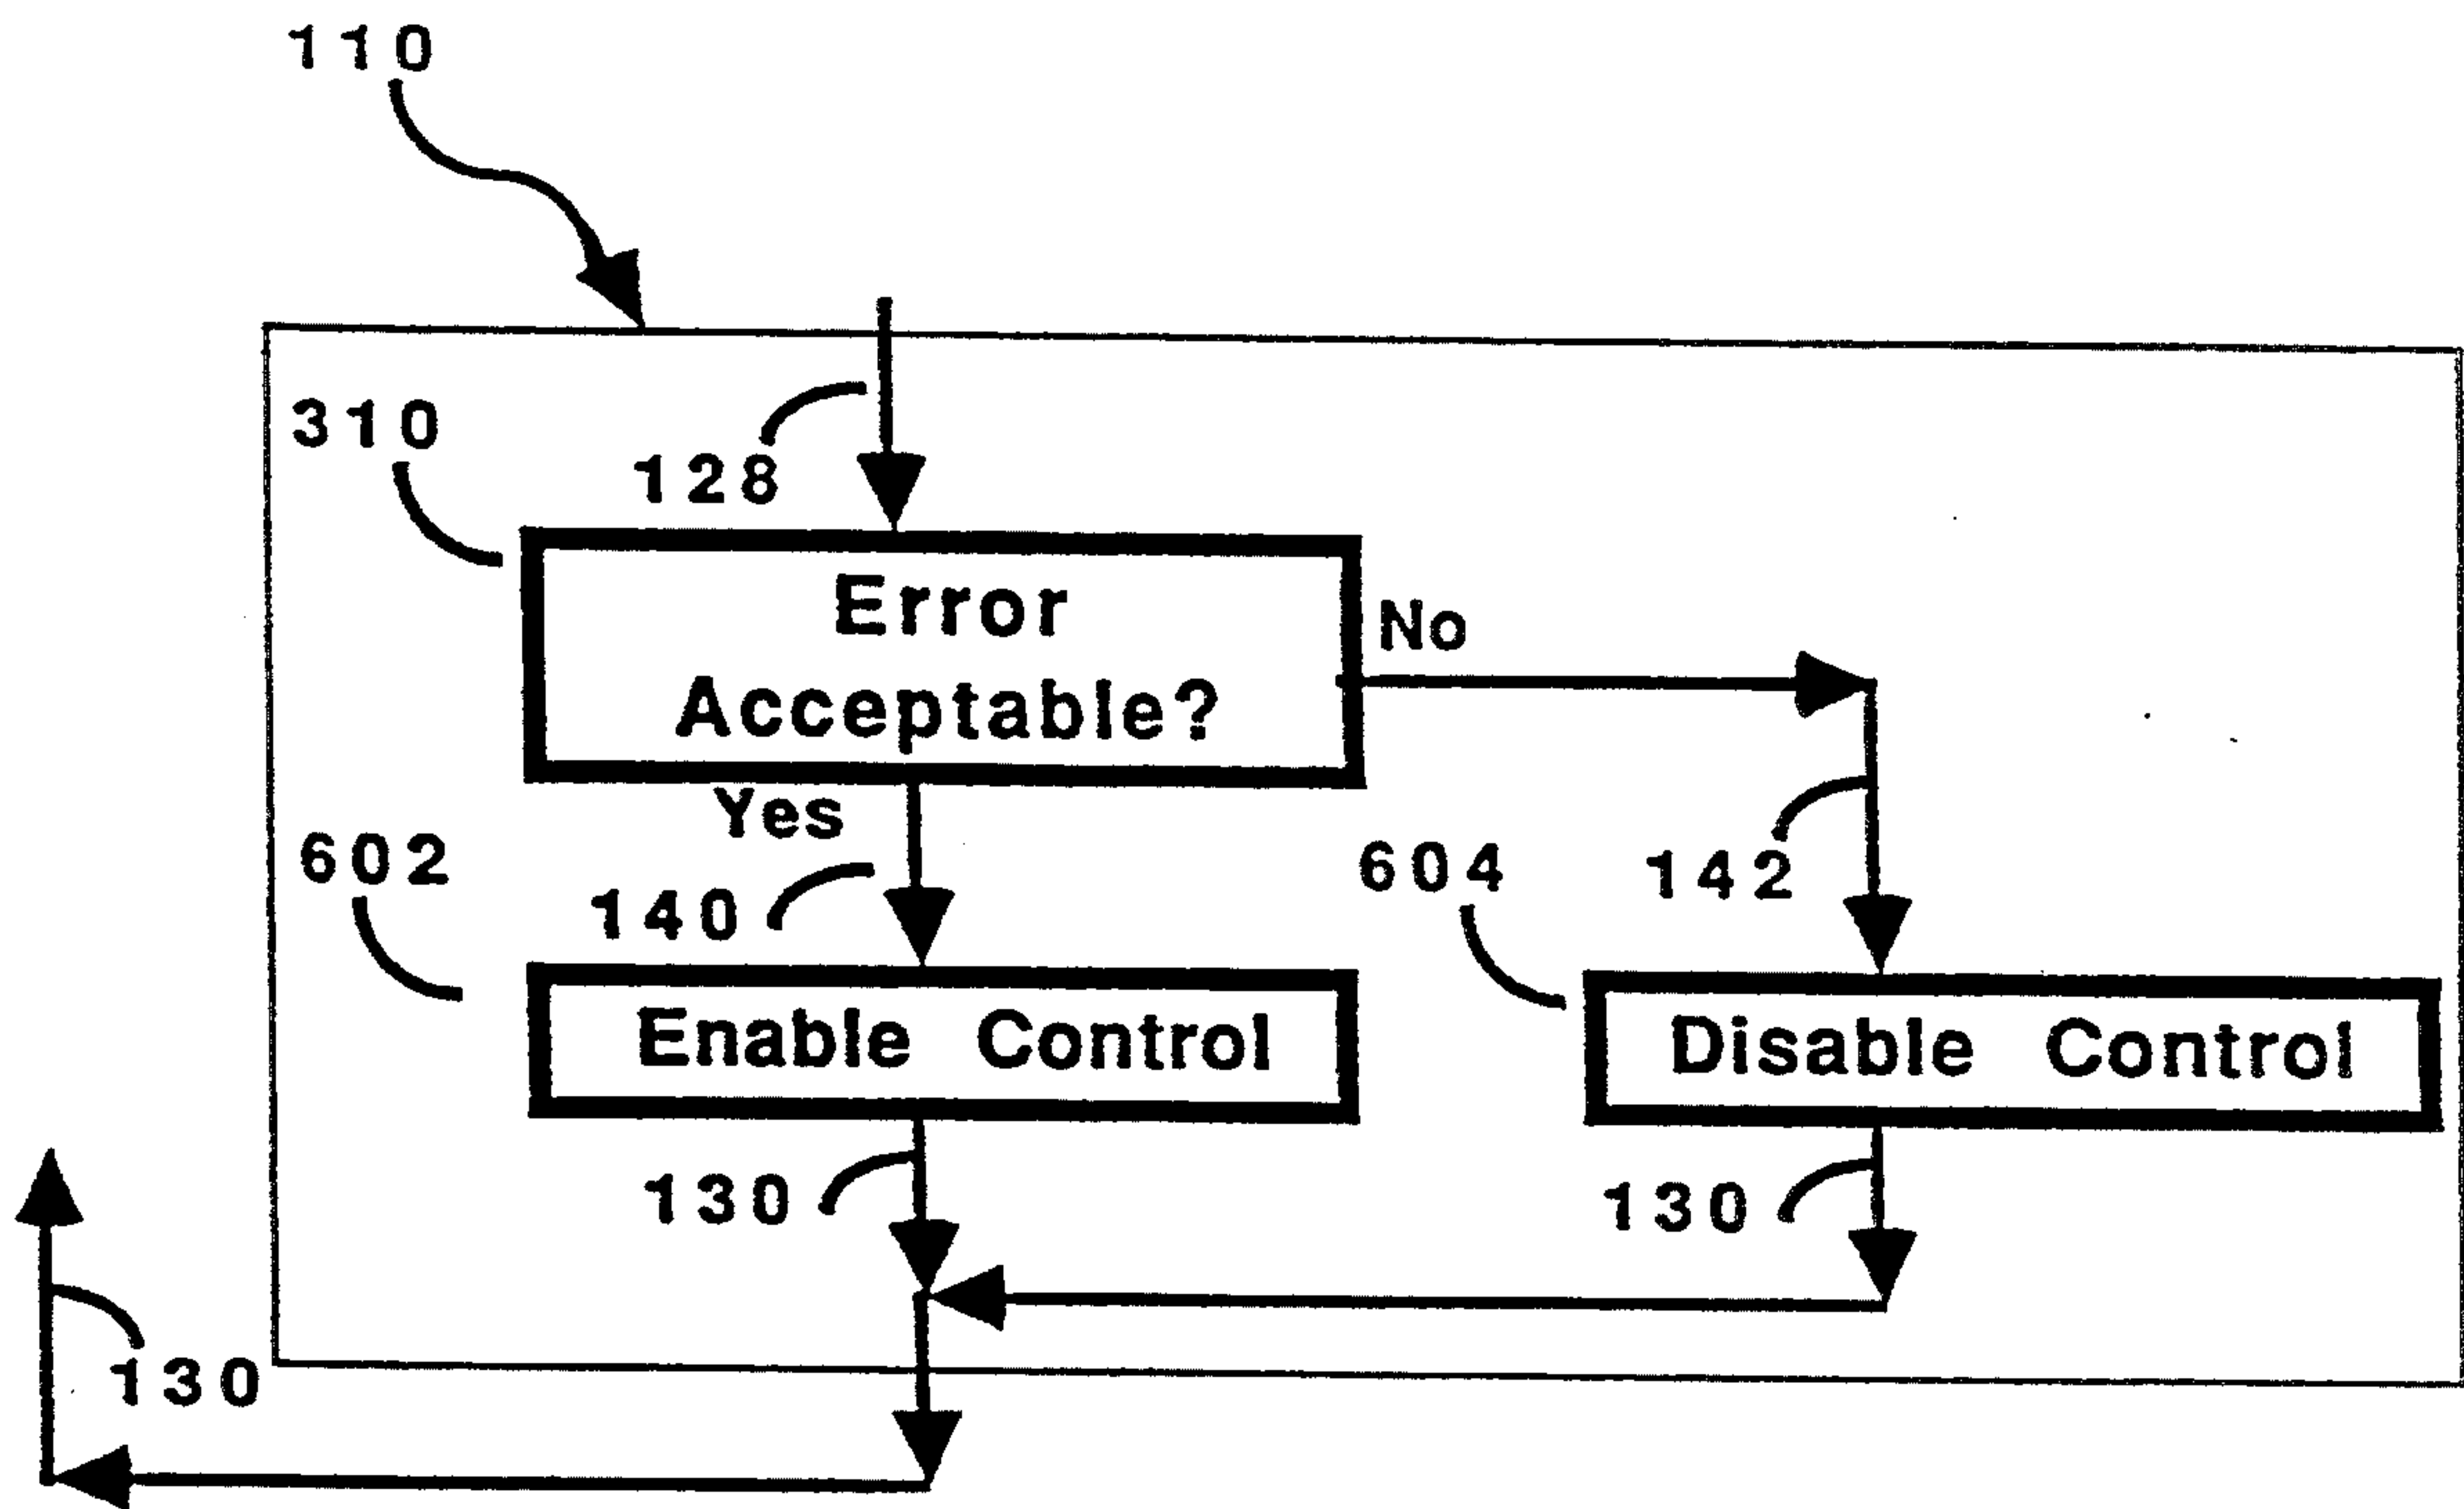 110
310
128
Error
Acceptable?
No
Yes
602
140
604
142
Enable Control
Disable Control
130
130
130